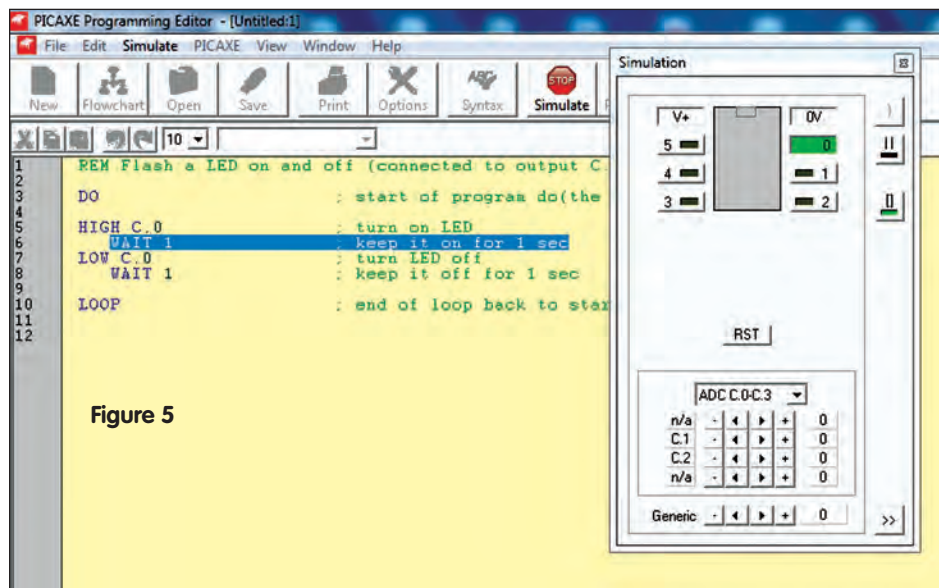 PICAXE Programming Editor - [Untitled:1]
File Edit Simulate PICAXE View Window Help
New Flowchart Open Save Print Options Syntax Simulate
ABC
STOP
10
1 REM Flash a LED on and off (connected to output C.
2
3 DO ; start of program do(the
4
5 HIGH C.0 ; turn on LED
6 WAIT 1 ; keep it on for 1 sec
7 LOW C.0 ; turn LED off
8 WAIT 1 ; keep it off for 1 sec
9
10 LOOP ; end of loop back to star
11
12
Figure 5
Simulation
V+ 0V
5 0
4 1
3 2
RST
ADC C.0-C.3
n/a - + 0
C.1 - + 0
C.2 - + 0
n/a - + 0
Generic - + 0
>>